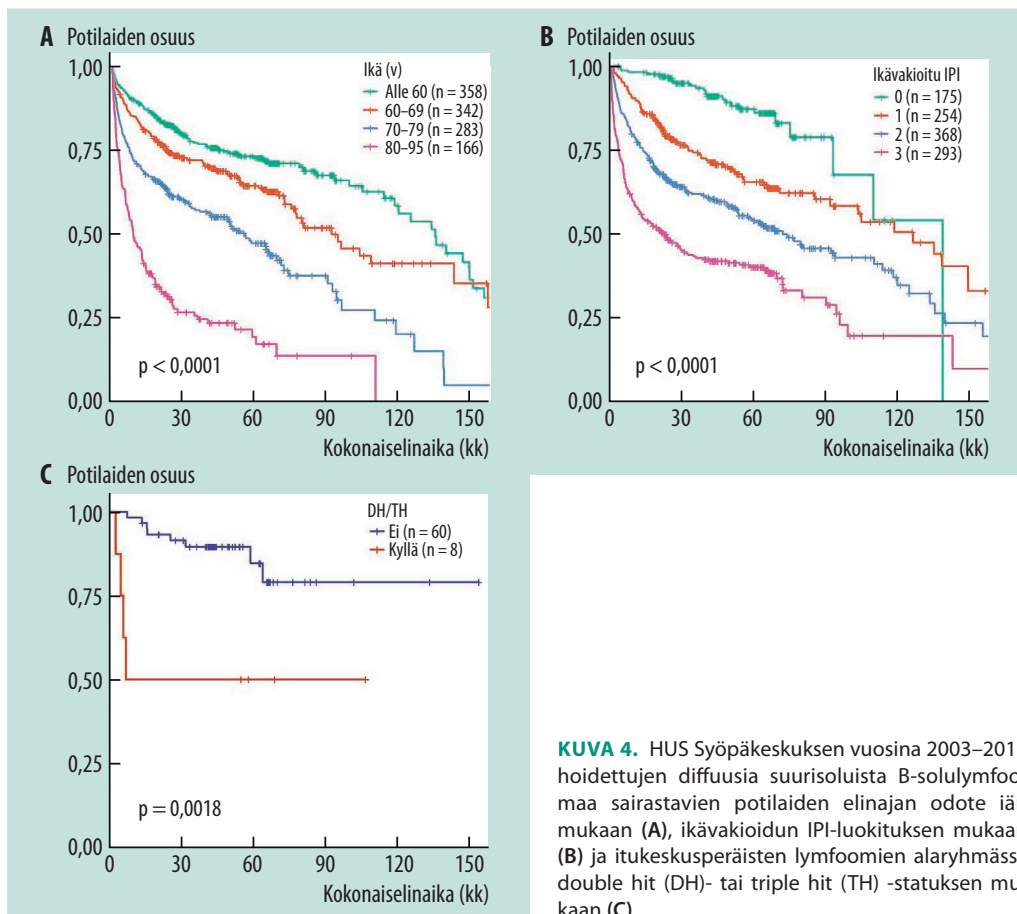 A Potilaiden osuus
1,00
0,75
0,50
0,25
0,00
Ikä (v)
Alle 60 (n = 358)
60–69 (n = 342)
70–79 (n = 283)
80–95 (n = 166)
p < 0,0001
0 30 60 90 120 150
Kokonaiselinaika (kk)
B Potilaiden osuus
1,00
0,75
0,50
0,25
0,00
Ikävakioitu IPI
0 (n = 175)
1 (n = 254)
2 (n = 368)
3 (n = 293)
p < 0,0001
0 30 60 90 120 150
Kokonaiselinaika (kk)
C Potilaiden osuus
1,00
0,75
0,50
0,25
0,00
DH/TH
Ei (n = 60)
Kyllä (n = 8)
p = 0,0018
0 30 60 90 120 150
Kokonaiselinaika (kk)
KUVA 4. HUS Syöpäkeskuksen vuosina 2003–201
hoidettujen diffuusia suurisoluista B-solulymfoo
maa sairastavien potilaiden elinajan odote iä
mukaan (A), ikävakioidun IPI-luokituksen mukaa
(B) ja itukeskusperäisten lymfoomien alaryhmäss
double hit (DH)- tai triple hit (TH) -statuksen mu
kaan (C).